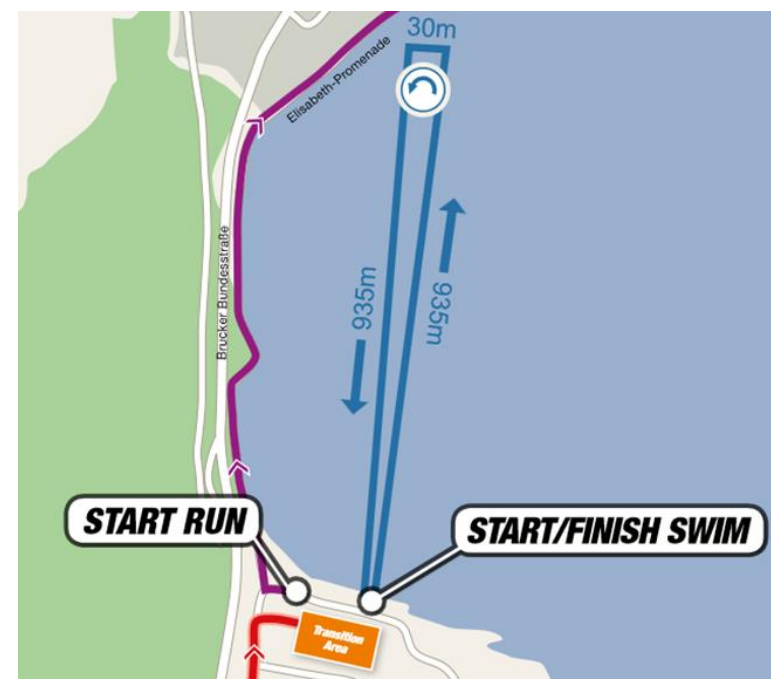 30m
Elisabeth-Promenade
Brucker Bundesstraße
935m
935m
START RUN
START/FINISH SWIM
Transition
Area